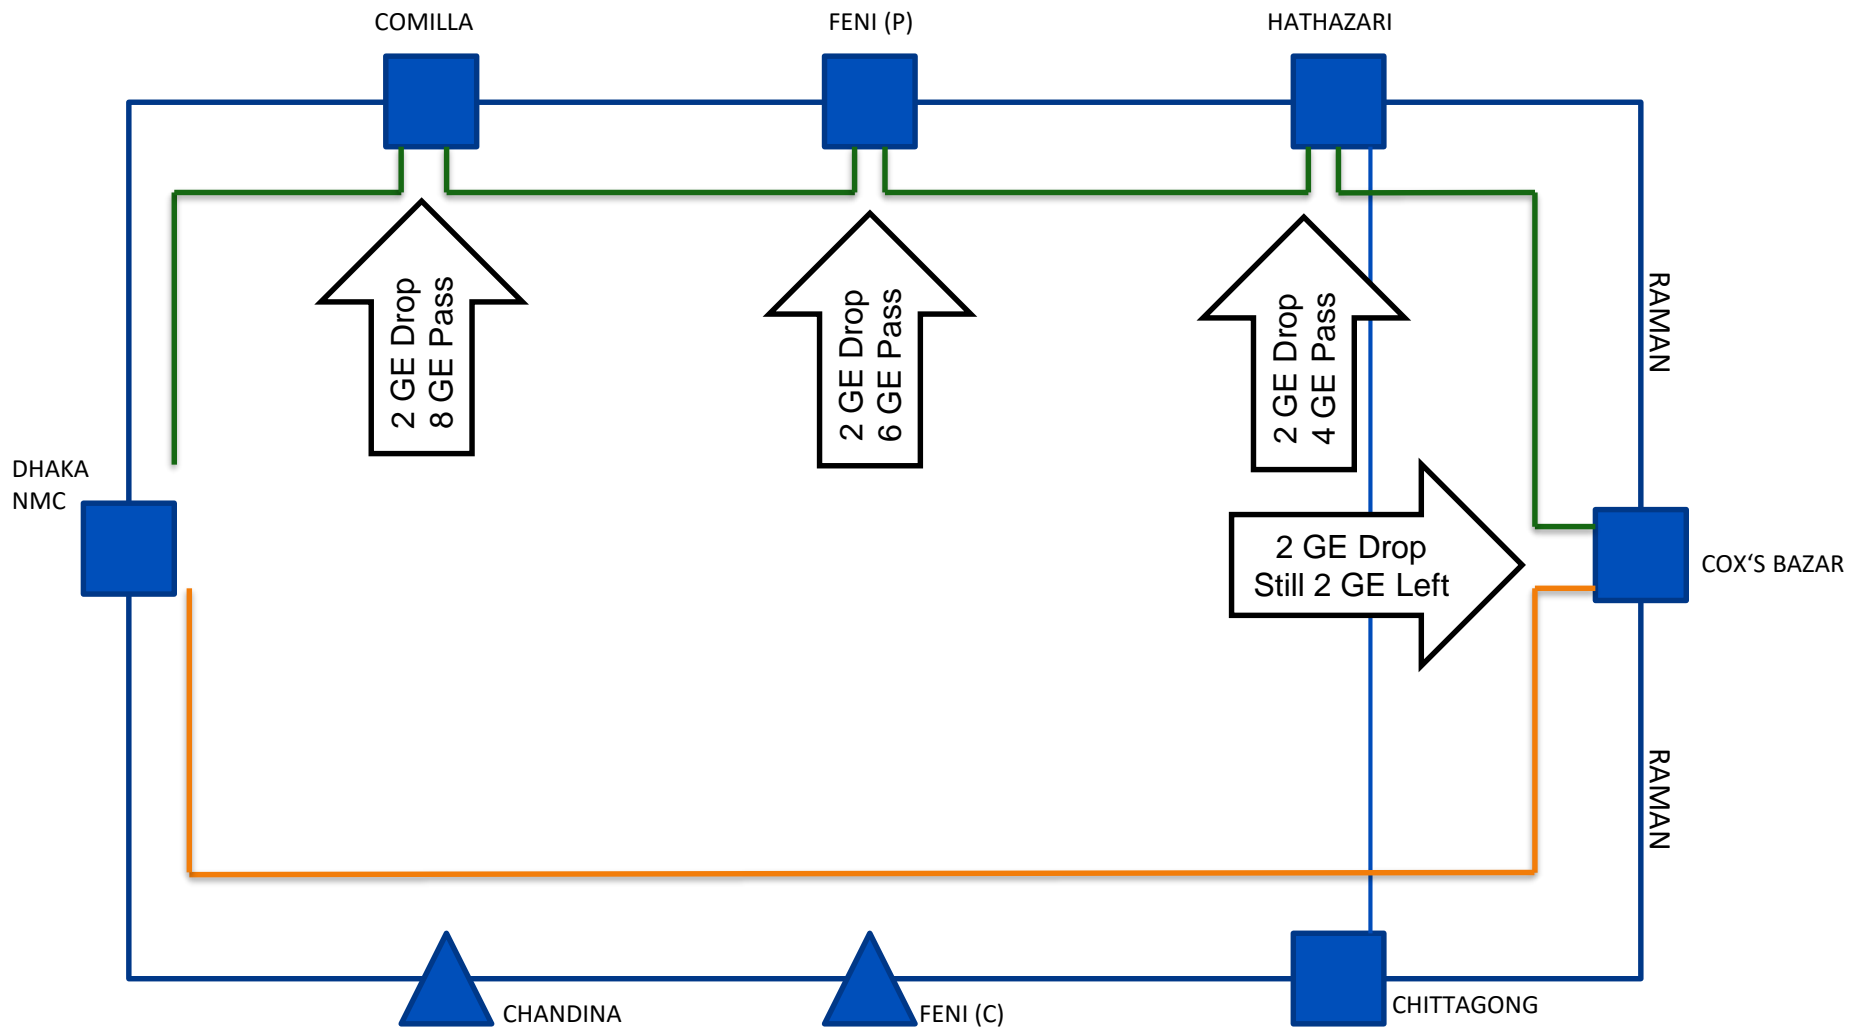 COMILLA
FENI (P)
HATHAZARI
2 GE Drop
8 GE Pass
2 GE Drop
6 GE Pass
2 GE Drop
4 GE Pass
RAMAN
DHAKA
NMC
2 GE Drop
Still 2 GE Left
COX‘S BAZAR
RAMAN
CHANDINA
FENI (C)
CHITTAGONG